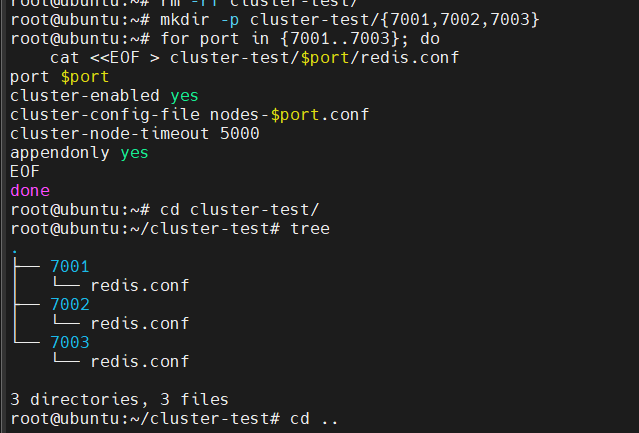 root@ubuntu:~# rm -rf cluster-test/
root@ubuntu:~# mkdir -p cluster-test/{7001,7002,7003}
root@ubuntu:~# for port in {7001..7003}; do
    cat <<EOF > cluster-test/$port/redis.conf
port $port
cluster-enabled yes
cluster-config-file nodes-$port.conf
cluster-node-timeout 5000
appendonly yes
EOF
done
root@ubuntu:~# cd cluster-test/
root@ubuntu:~/cluster-test# tree
.
├── 7001
│   └── redis.conf
├── 7002
│   └── redis.conf
└── 7003
    └── redis.conf

3 directories, 3 files
root@ubuntu:~/cluster-test# cd ..